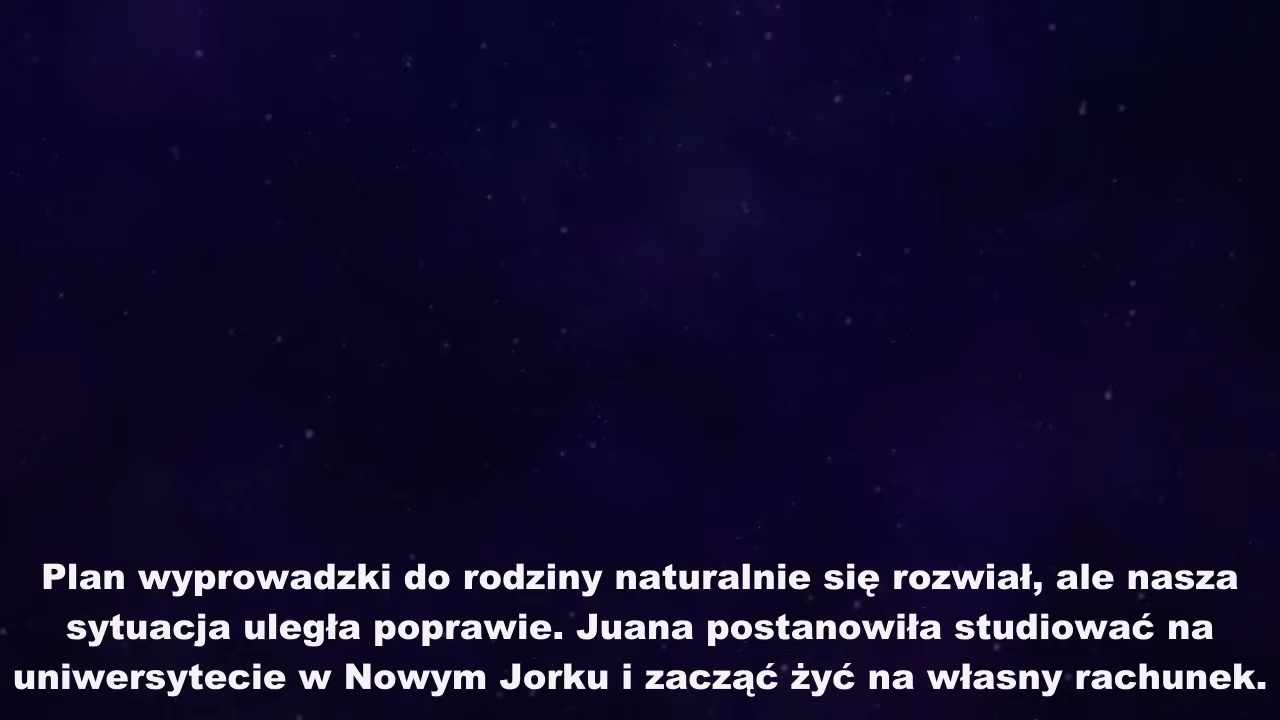 Plan wyprowadzki do rodziny naturalnie się rozwiał, ale nasza
sytuacja uległa poprawie. Juana postanowiła studiować na
uniwersytecie w Nowym Jorku i zacząć żyć na własny rachunek.